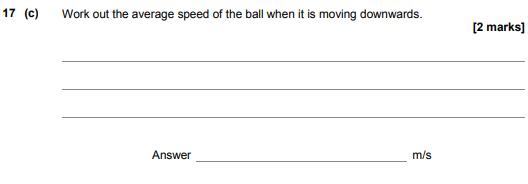 17 (c) Work out the average speed of the ball when it is moving downwards.
[2 marks]
Answer m/s